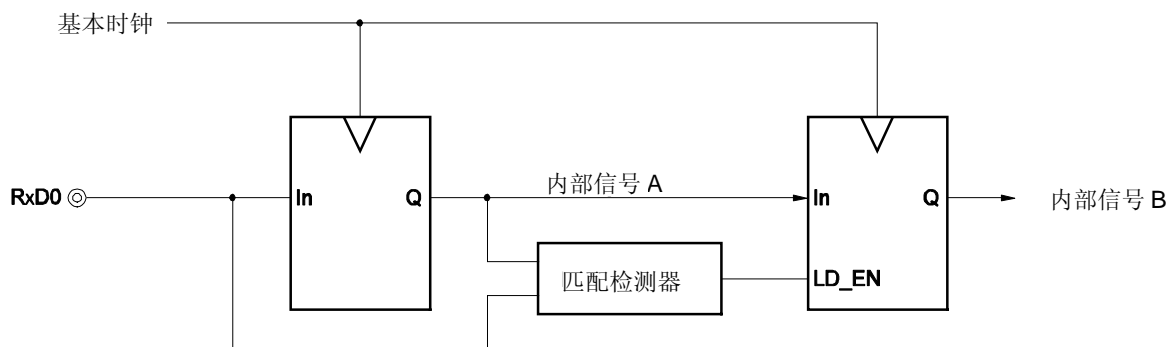 基本时钟
RxD0
In
Q
内部信号 A
In
Q
内部信号 B
匹配检测器
LD_EN